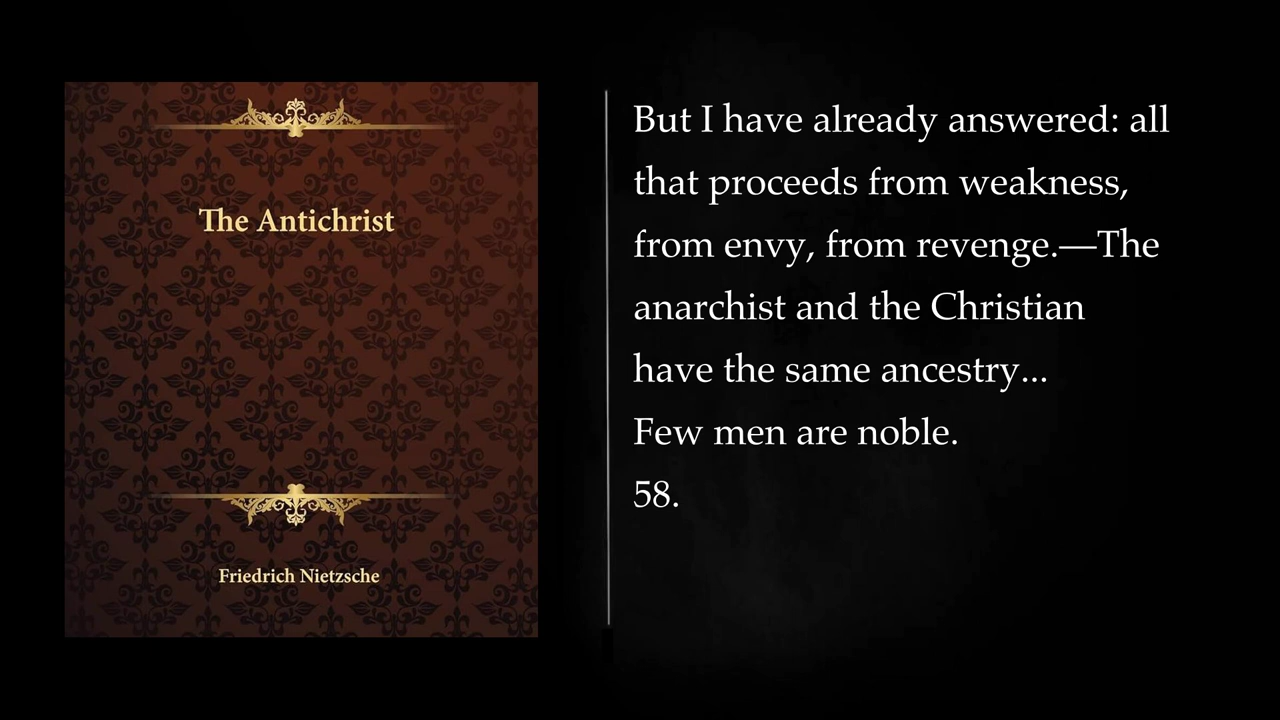 The Antichrist
Friedrich Nietzsche
But I have already answered: all
that proceeds from weakness,
from envy, from revenge.—The
anarchist and the Christian
have the same ancestry...
Few men are noble.
58.